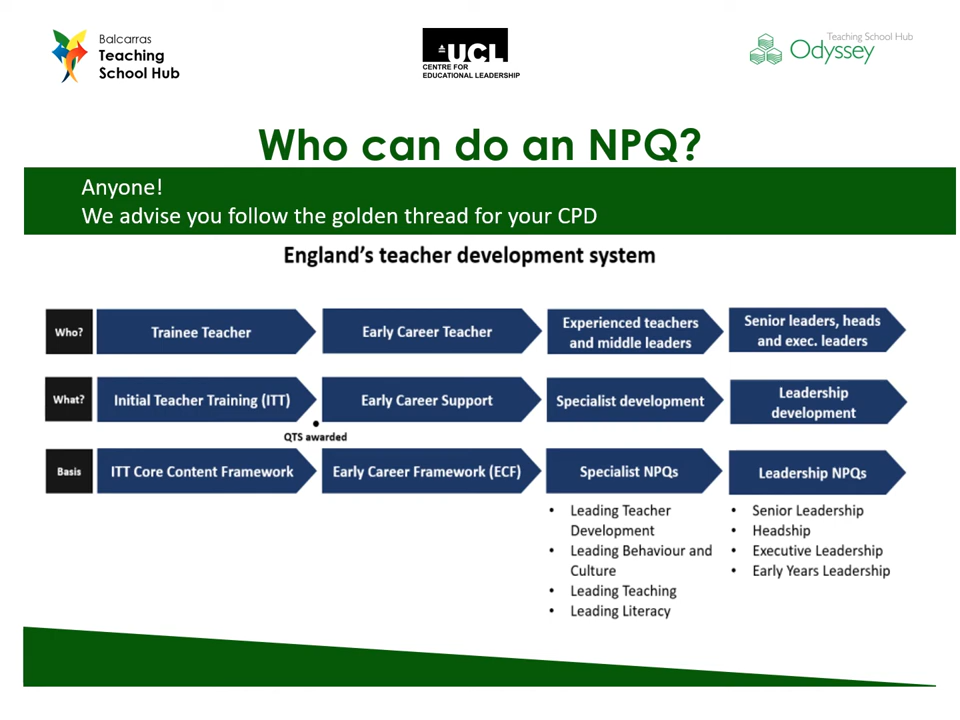 Balcarras
Teaching
School Hub
UCL
CENTRE FOR
EDUCATIONAL LEADERSHIP
Teaching School Hub
Odyssey
Who can do an NPQ?
Anyone!
We advise you follow the golden thread for your CPD
England's teacher development system
Who?
Trainee Teacher
Early Career Teacher
Experienced teachers
and middle leaders
Senior leaders, heads
and exec. leaders
What?
Initial Teacher Training (ITT)
Early Career Support
Specialist development
Leadership
development
QTS awarded
Basis
ITT Core Content Framework
Early Career Framework (ECF)
Specialist NPQs
Leadership NPQs
• Leading Teacher
Development
• Leading Behaviour and
Culture
• Leading Teaching
• Leading Literacy
• Senior Leadership
• Headship
• Executive Leadership
• Early Years Leadership